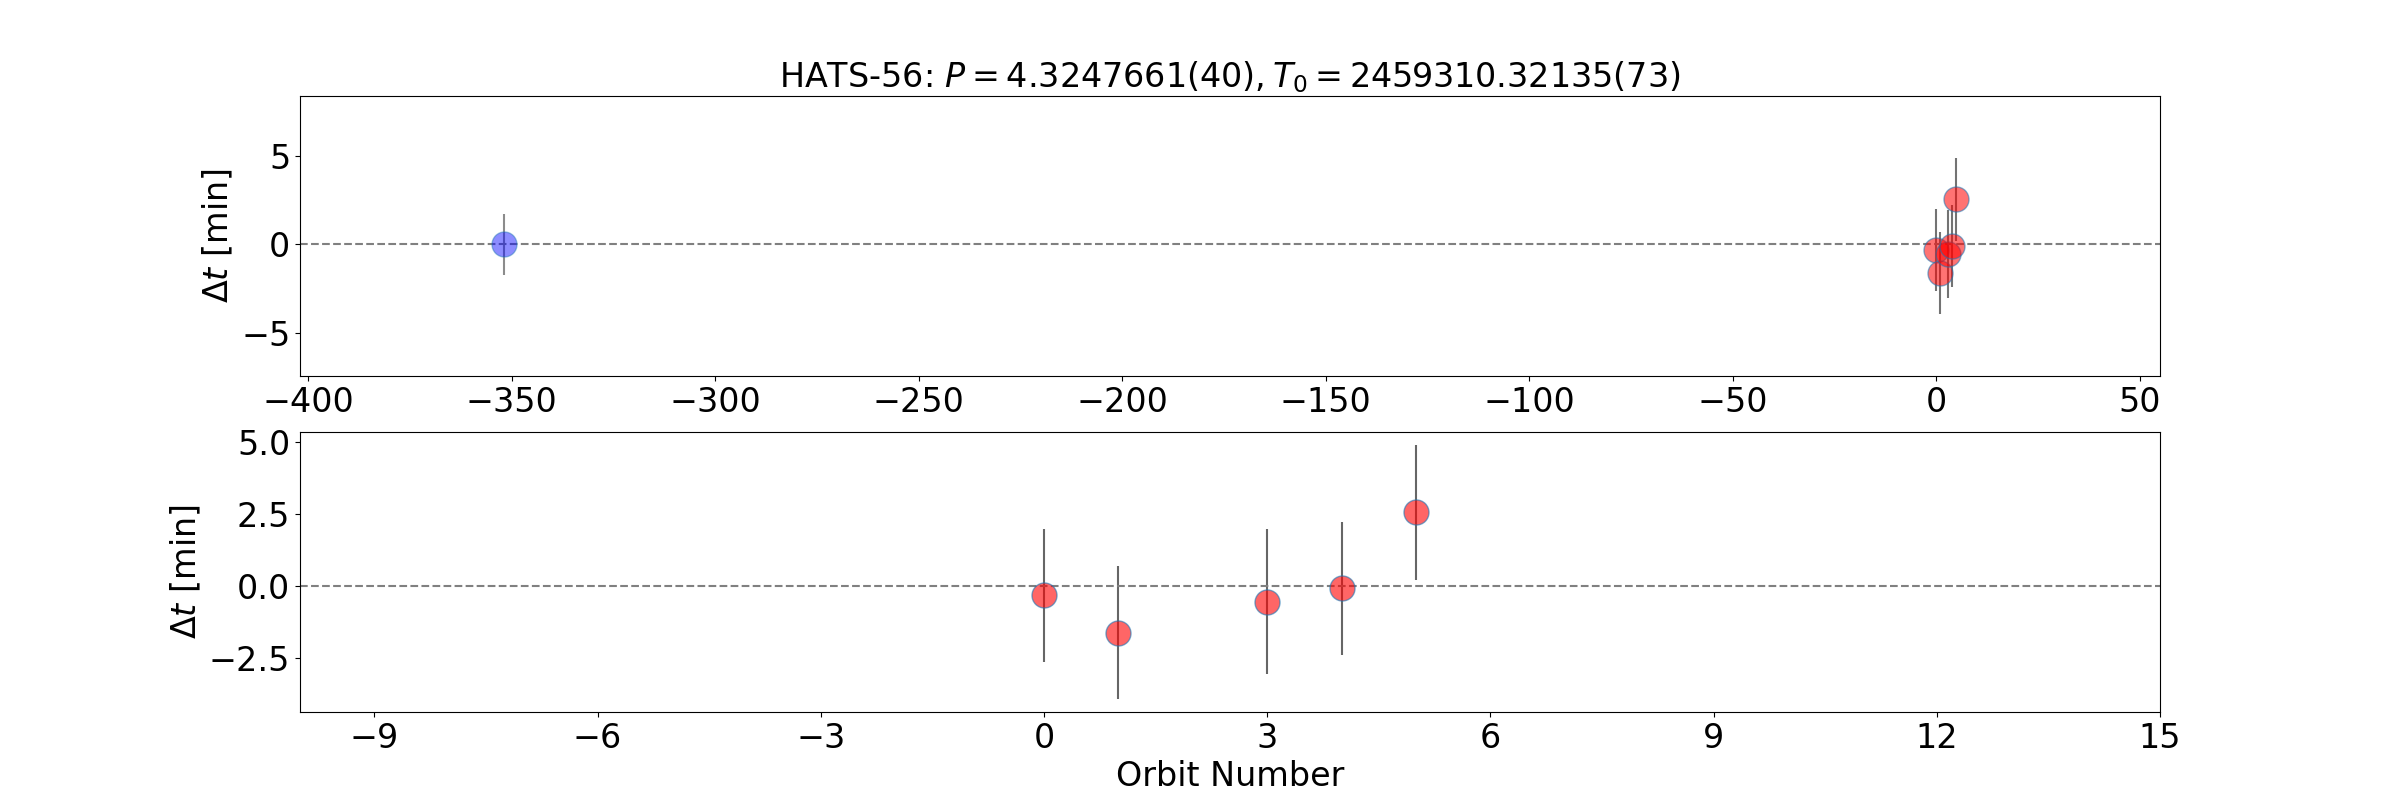 HATS-56: P = 4.3247661(40), T₀ = 2459310.32135(73)
Δt [min]
5
0
−5
−400 −350 −300 −250 −200 −150 −100 −50 0 50
Δt [min]
5.0
2.5
0.0
−2.5
−9 −6 −3 0 3 6 9 12 15
Orbit Number